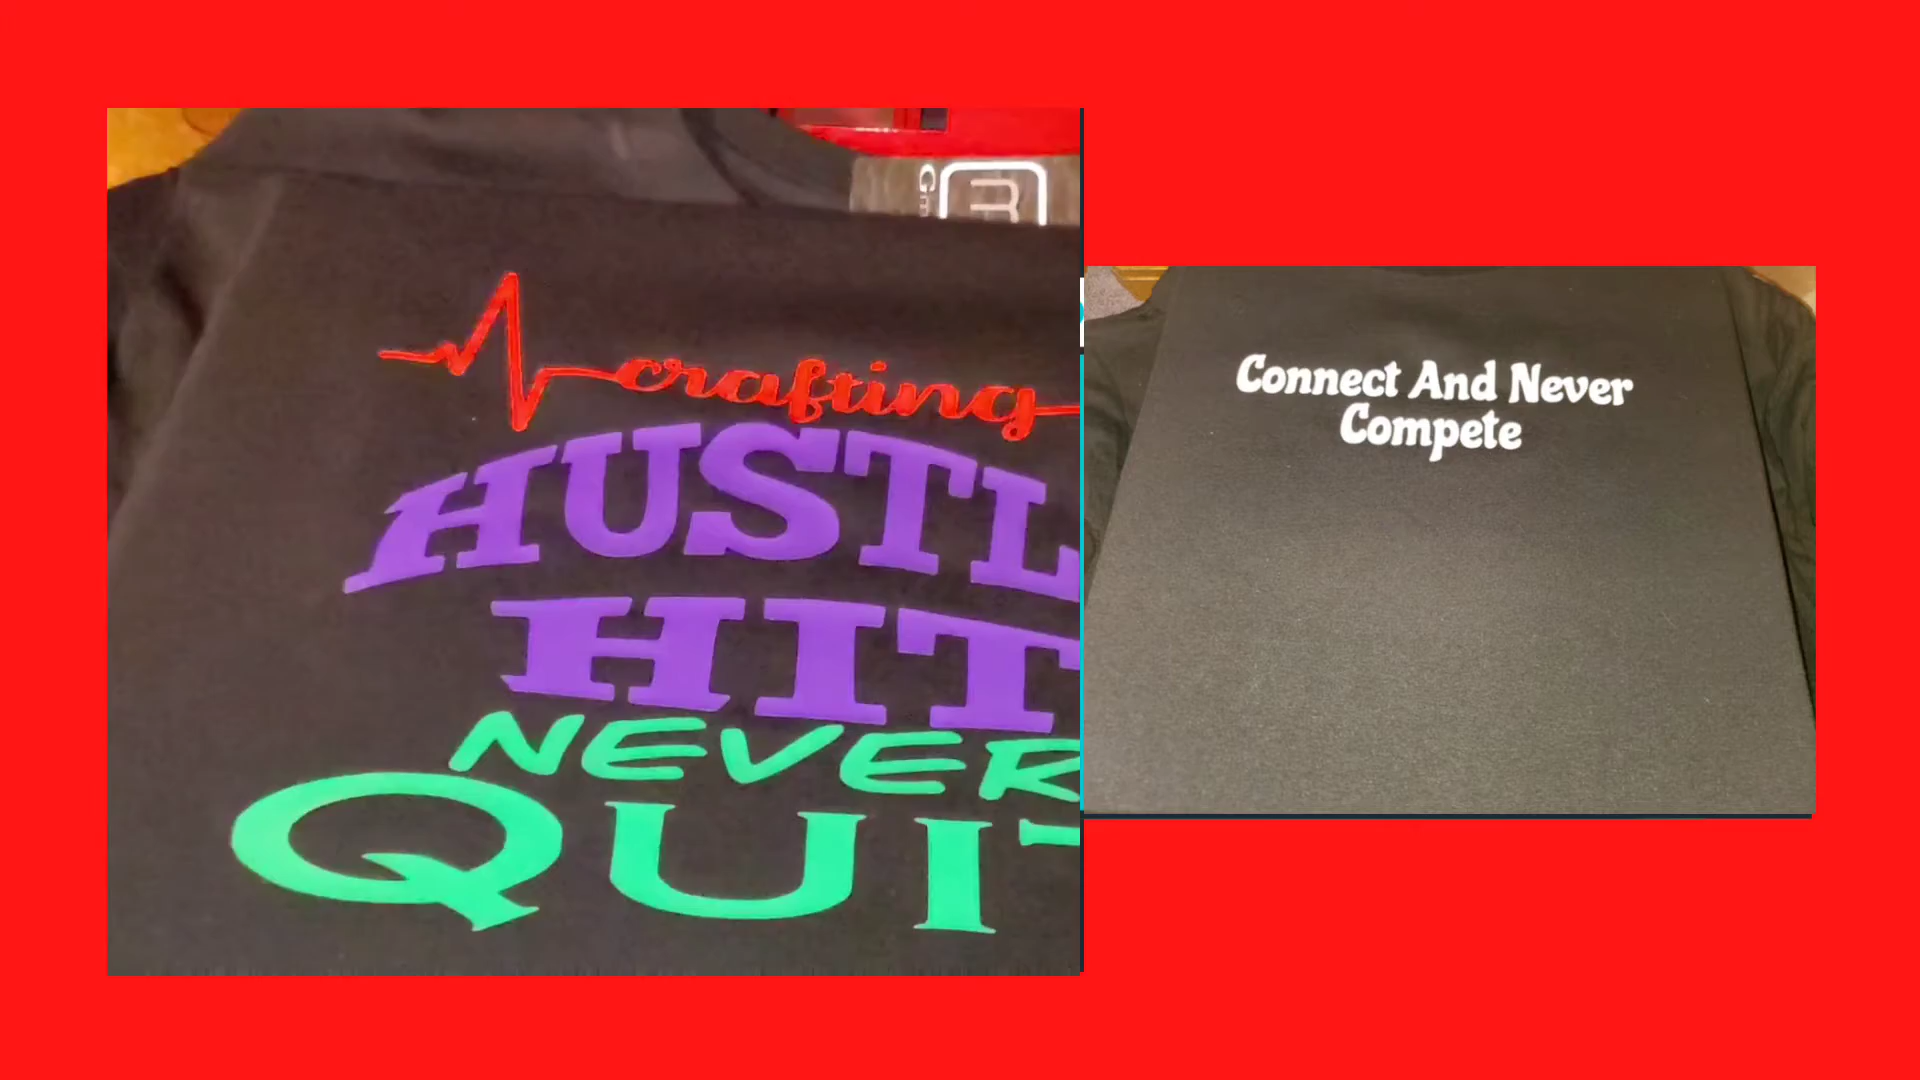 crafting
HUSTL
HIT
NEVER
QUIT
Connect And Never
Compete